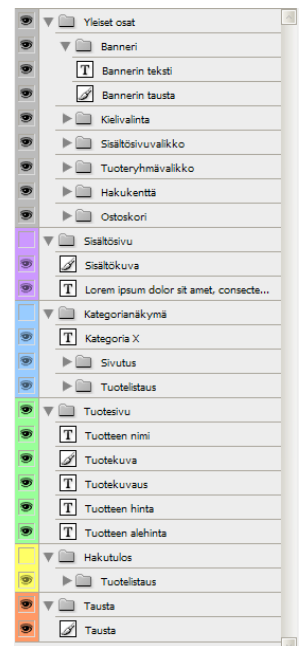 Yleiset osat
Banneri
T Bannerin teksti
Bannerin tausta
Kielivalinta
Sisältösivuvalikko
Tuoteryhmävalikko
Hakukenttä
Ostoskori
Sisältösivu
Sisältökuva
T Lorem ipsum dolor sit amet, consecte...
Kategorianäkymä
T Kategoria X
Sivutus
Tuotelistaus
Tuotesivu
T Tuotteen nimi
Tuotekuva
T Tuotekuvaus
T Tuotteen hinta
T Tuotteen alehinta
Hakutulos
Tuotelistaus
Tausta
Tausta